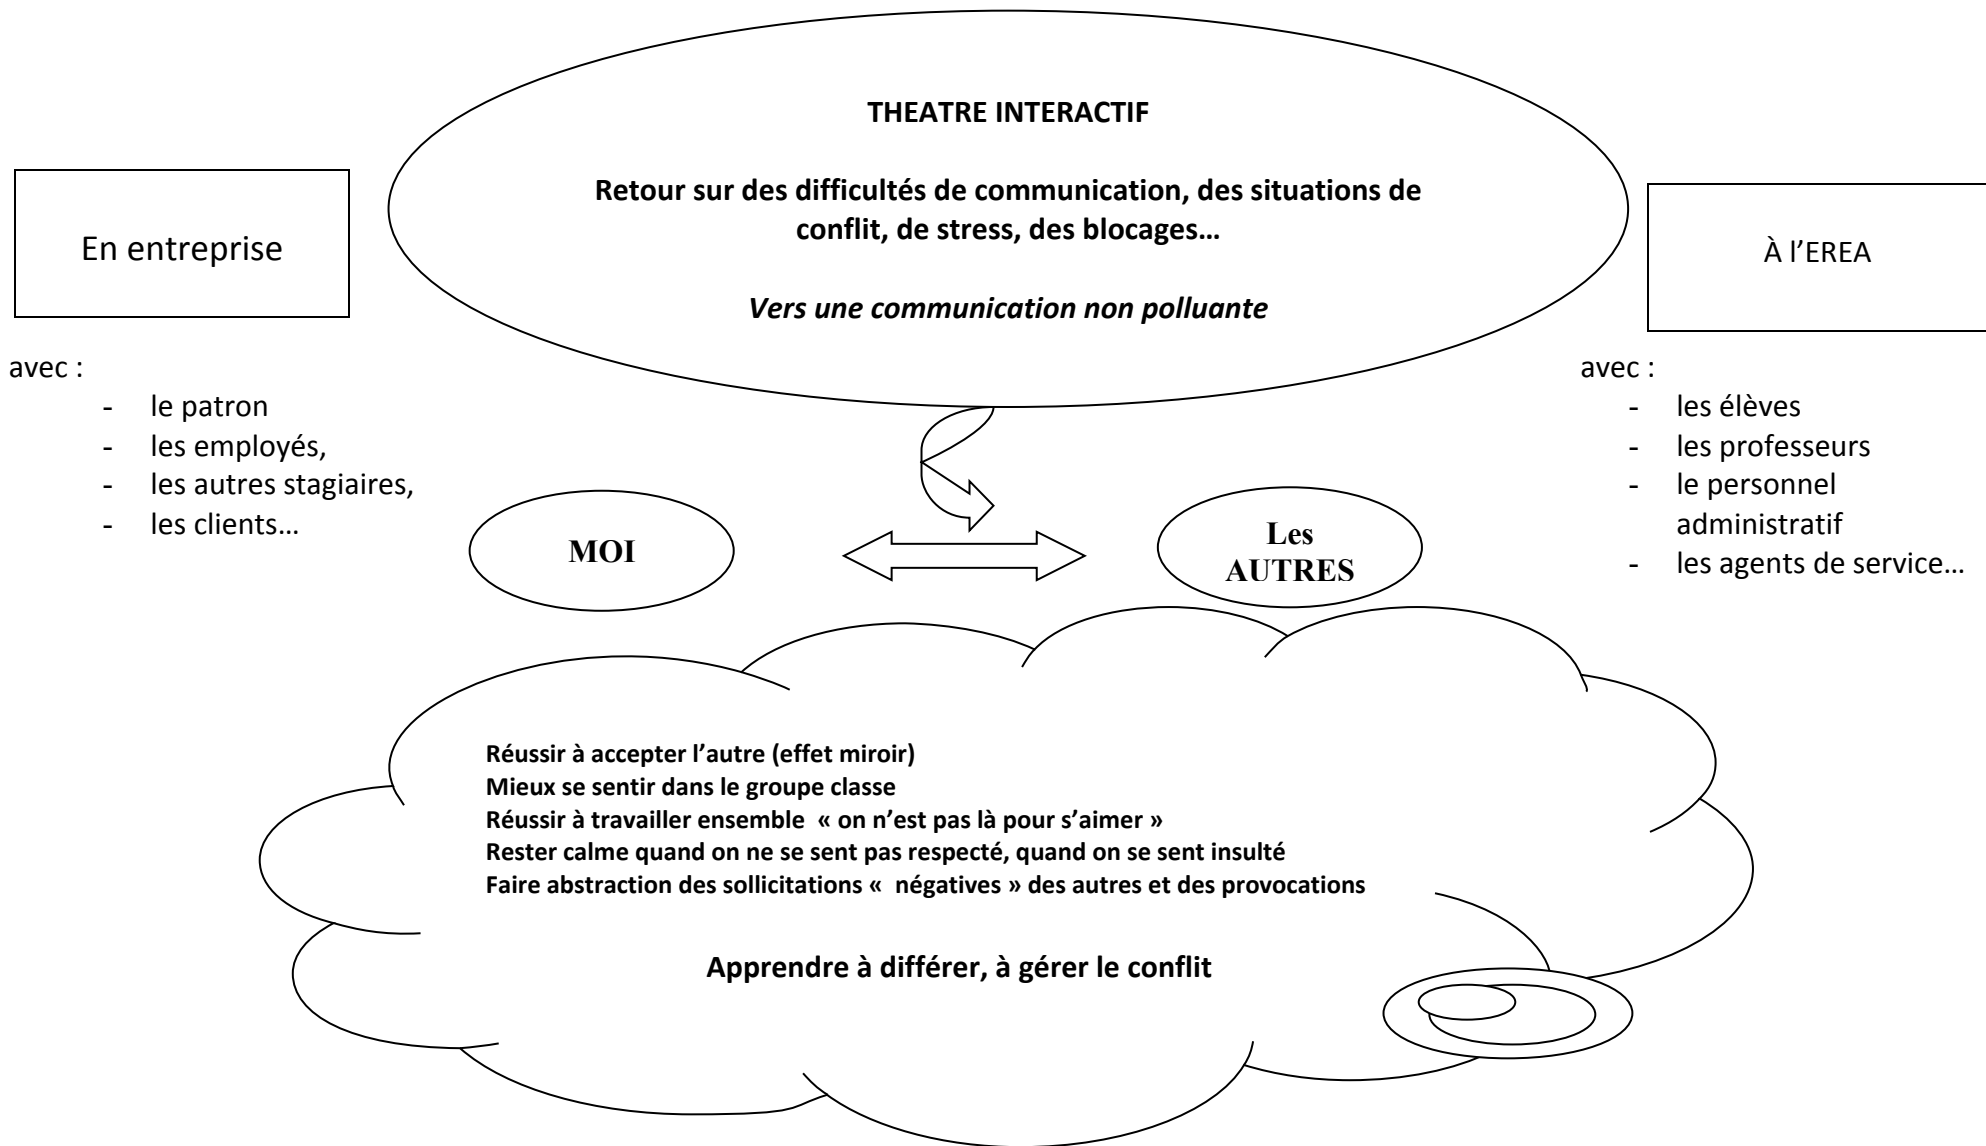 THEATRE INTERACTIF
Retour sur des difficultés de communication, des situations de
conflit, de stress, des blocages…
Vers une communication non polluante
En entreprise
avec :
- le patron
- les employés,
- les autres stagiaires,
- les clients…
À l’EREA
avec :
- les élèves
- les professeurs
- le personnel
administratif
- les agents de service…
MOI
Les
AUTRES
Réussir à accepter l’autre (effet miroir)
Mieux se sentir dans le groupe classe
Réussir à travailler ensemble « on n’est pas là pour s’aimer »
Rester calme quand on ne se sent pas respecté, quand on se sent insulté
Faire abstraction des sollicitations « négatives » des autres et des provocations
Apprendre à différer, à gérer le conflit